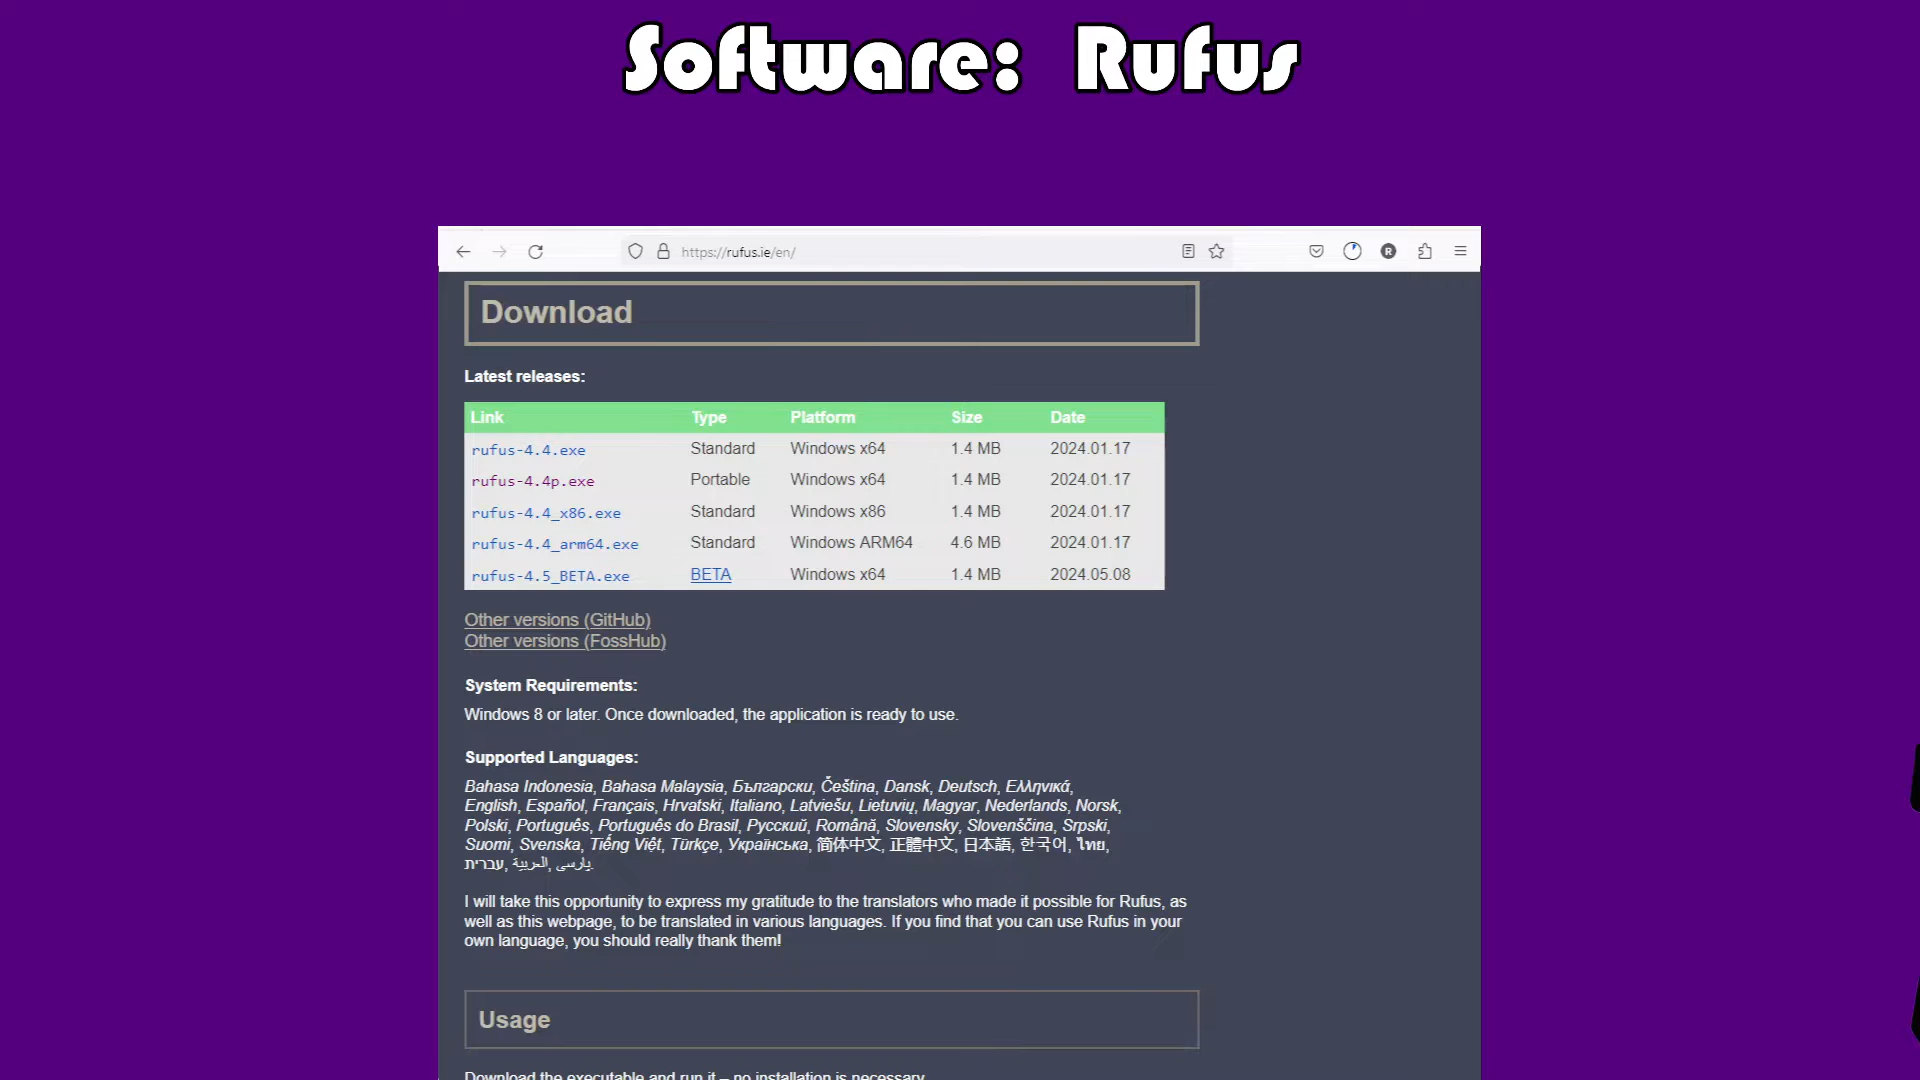 Software: Rufus
https://rufus.ie/en/
R
Download
Latest releases:
Link Type Platform Size Date
rufus-4.4.exe Standard Windows x64 1.4 MB 2024.01.17
rufus-4.4p.exe Portable Windows x64 1.4 MB 2024.01.17
rufus-4.4_x86.exe Standard Windows x86 1.4 MB 2024.01.17
rufus-4.4_arm64.exe Standard Windows ARM64 4.6 MB 2024.01.17
rufus-4.5_BETA.exe BETA Windows x64 1.4 MB 2024.05.08
Other versions (GitHub)
Other versions (FossHub)
System Requirements:
Windows 8 or later. Once downloaded, the application is ready to use.
Supported Languages:
Bahasa Indonesia, Bahasa Malaysia, Български, Čeština, Dansk, Deutsch, Ελληνικά,
English, Español, Français, Hrvatski, Italiano, Latviešu, Lietuvių, Magyar, Nederlands, Norsk,
Polski, Português, Português do Brasil, Русский, Română, Slovensky, Slovenščina, Srpski,
Suomi, Svenska, Tiếng Việt, Türkçe, Українська, 简体中文, 正體中文, 日本語, 한국어, ไทย,
עברית, العربية, پارسی.
I will take this opportunity to express my gratitude to the translators who made it possible for Rufus, as
well as this webpage, to be translated in various languages. If you find that you can use Rufus in your
own language, you should really thank them!
Usage
Download the executable and run it – no installation is necessary.